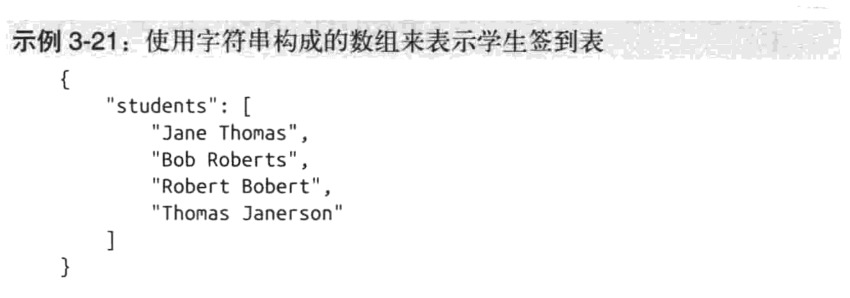 示例 3-21：使用字符串构成的数组来表示学生签到表
{
    "students": [
        "Jane Thomas",
        "Bob Roberts",
        "Robert Bobert",
        "Thomas Janerson"
    ]
}